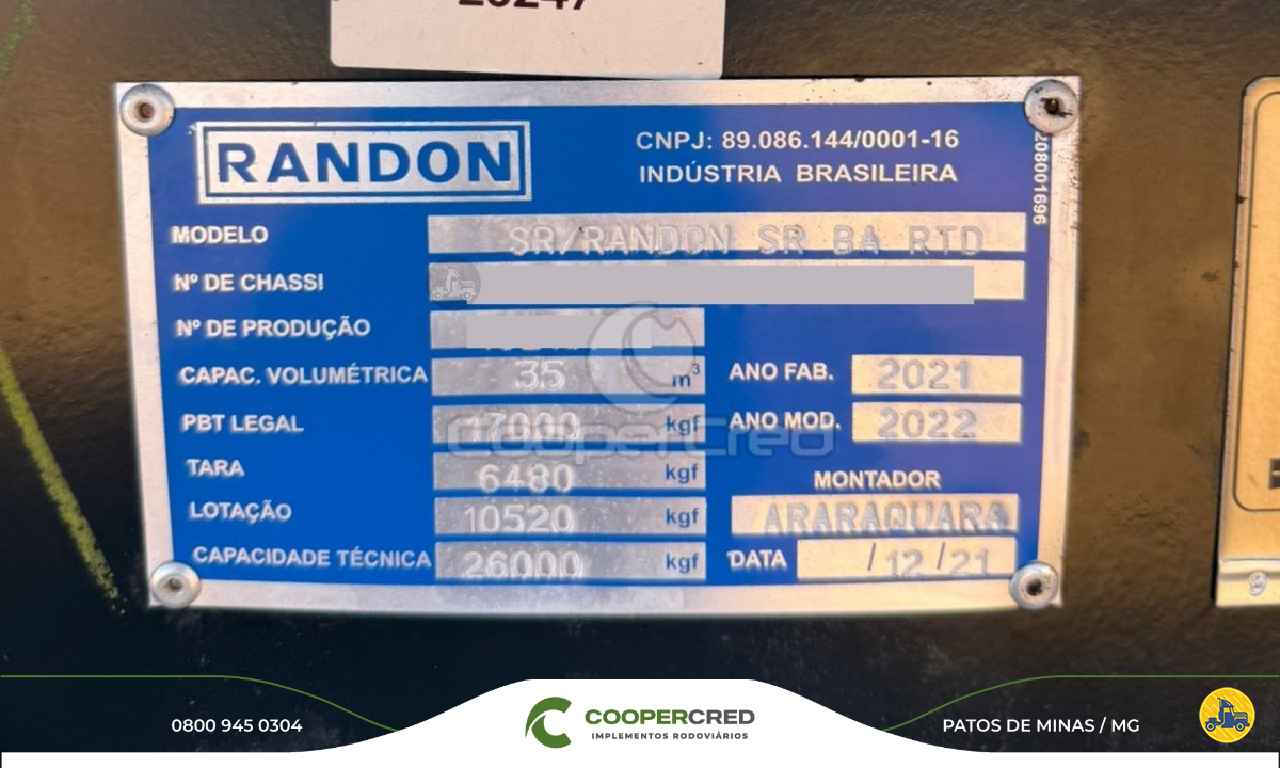 RANDON
CNPJ: 89.086.144/0001-16
INDÚSTRIA BRASILEIRA
208001696
MODELO SR/RANDON SR BA RTD
Nº DE CHASSI
Nº DE PRODUÇÃO
CAPAC. VOLUMÉTRICA 35 m³ ANO FAB. 2021
PBT LEGAL 17000 kgf ANO MOD. 2022
TARA 6480 kgf
MONTADOR
LOTAÇÃO 10520 kgf ARARAQUARA
CAPACIDADE TÉCNICA 26000 kgf DATA /12/21
CooperCred
9
0800 945 0304
COOPERCRED
IMPLEMENTOS RODOVIÁRIOS
PATOS DE MINAS / MG